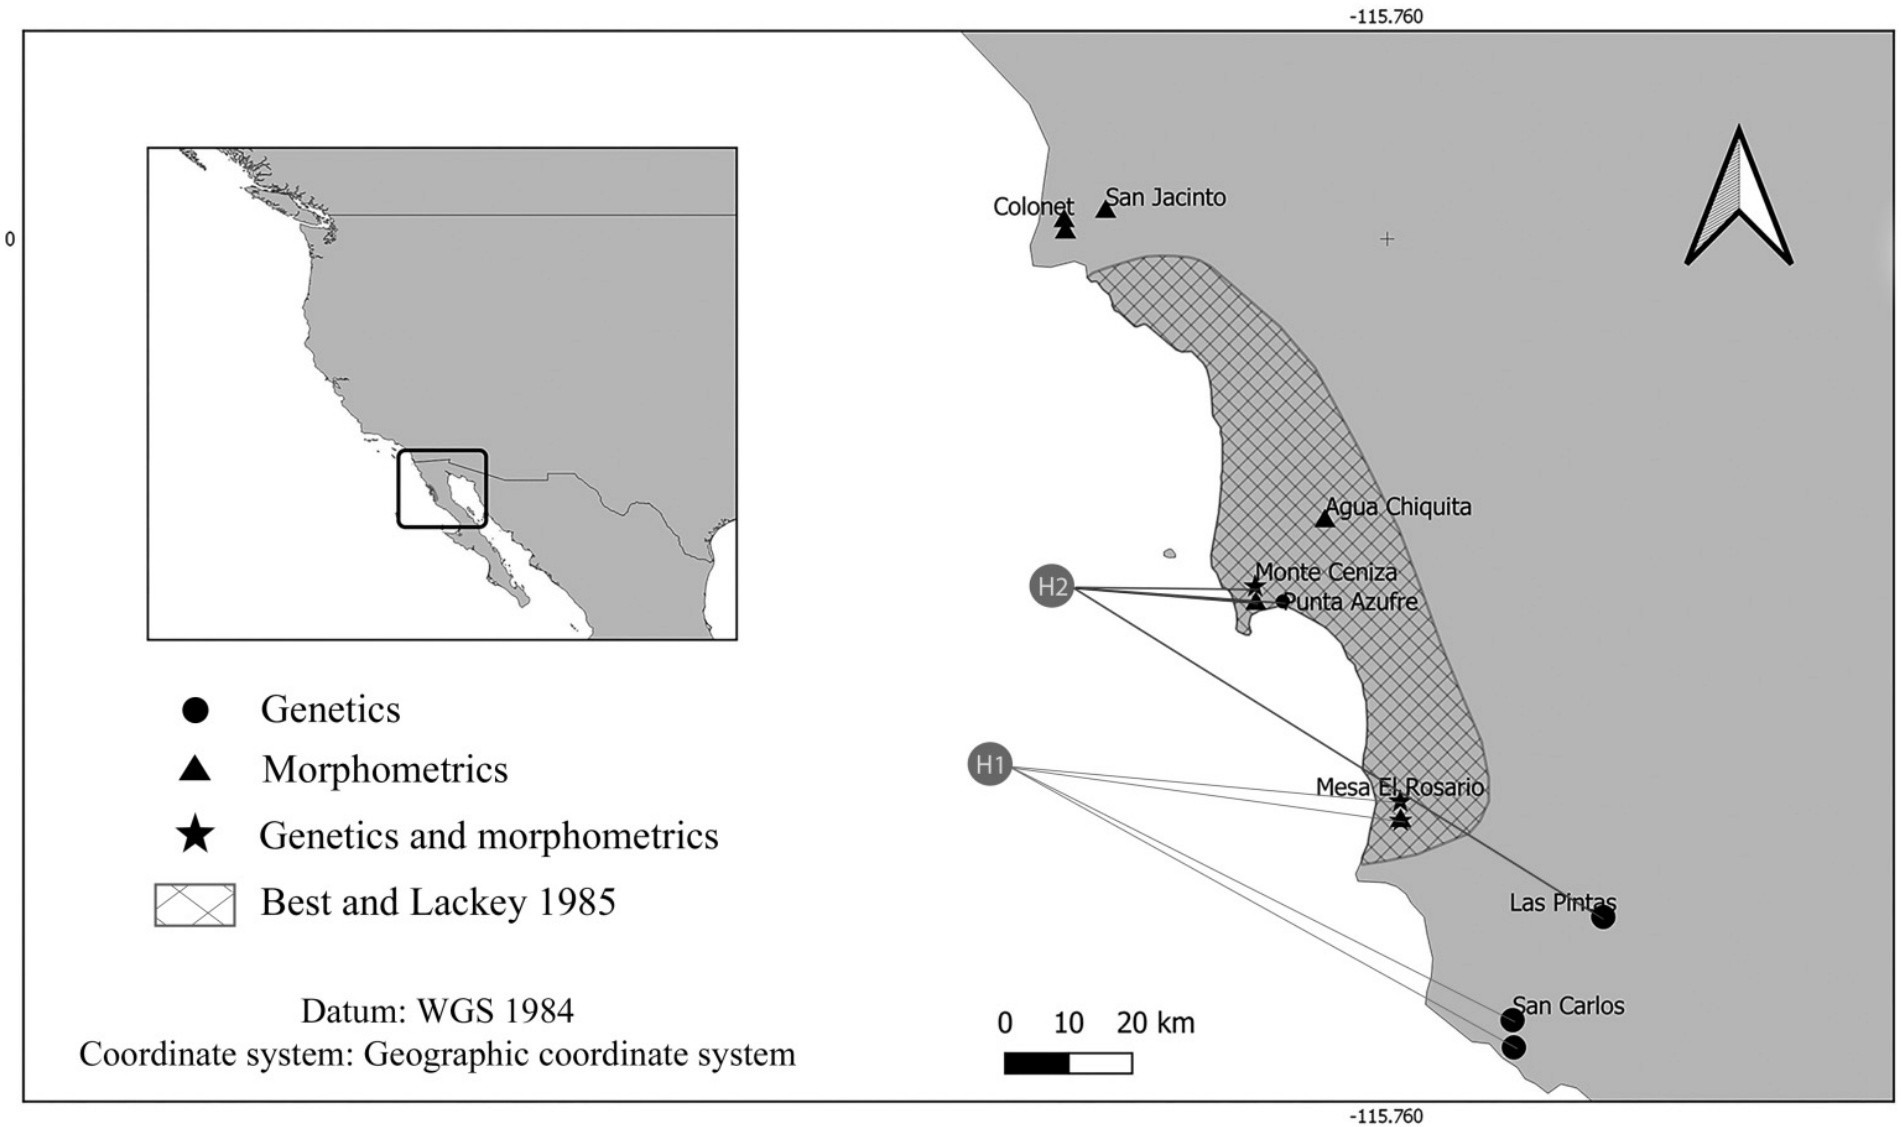 -115.760
San Jacinto
Colonet
0
Agua Chiquita
Monte Ceniza
H2
Punta Azufre
Genetics
H1
Morphometrics
Mesa El Rosario
Genetics and morphometrics
Best and Lackey 1985
Las Pintas
San Carlos
Datum: WGS 1984
0 10 20 km
Coordinate system: Geographic coordinate system
-115.760